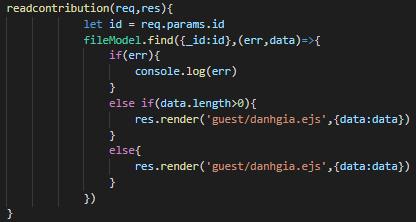 readcontribution(req,res){
let id = req.params.id
fileModel.find({_id:id},(err,data)=>{
if(err){
console.log(err)
}
else if(data.length>0){
res.render('guest/danhgia.ejs',{data:data})
}
else{
res.render('guest/danhgia.ejs',{data:data})
}
})
}